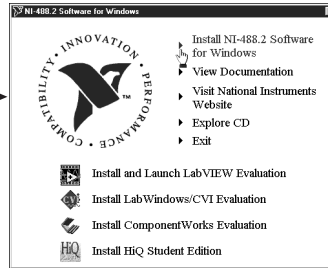 NI-488.2 Software for Windows
INNOVATION • PERFORMANCE • COMPATIBILITY •
TM
Install NI-488.2 Software
for Windows
View Documentation
Visit National Instruments
Website
Explore CD
Exit
Install and Launch LabVIEW Evaluation
CVI
Install LabWindows/CVI Evaluation
Install ComponentWorks Evaluation
HiQ
Install HiQ Student Edition